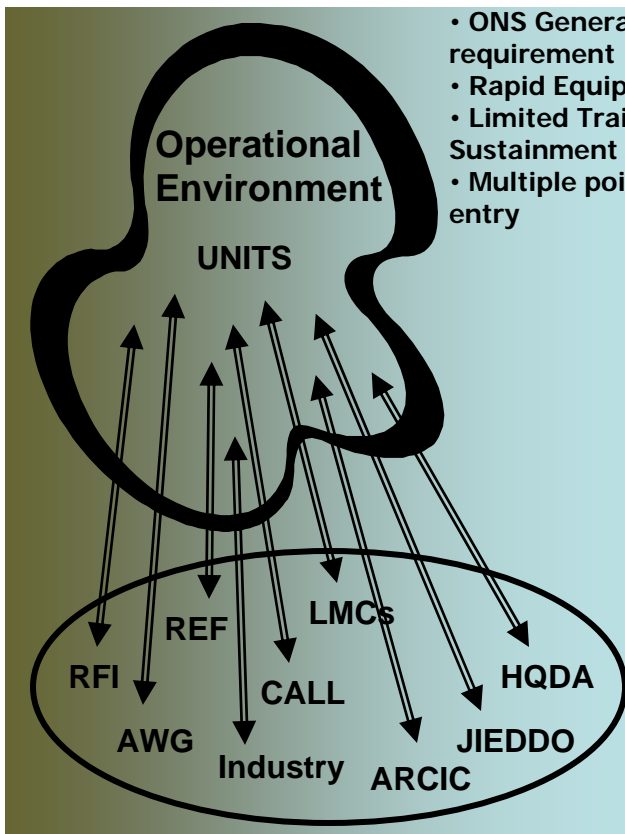 • ONS Genera
requirement
• Rapid Equip
• Limited Trai
Sustainment
• Multiple poi
entry
Operational
Environment
UNITS
REF
LMCs
RFI
CALL
HQDA
AWG
Industry
ARCIC
JIEDDO